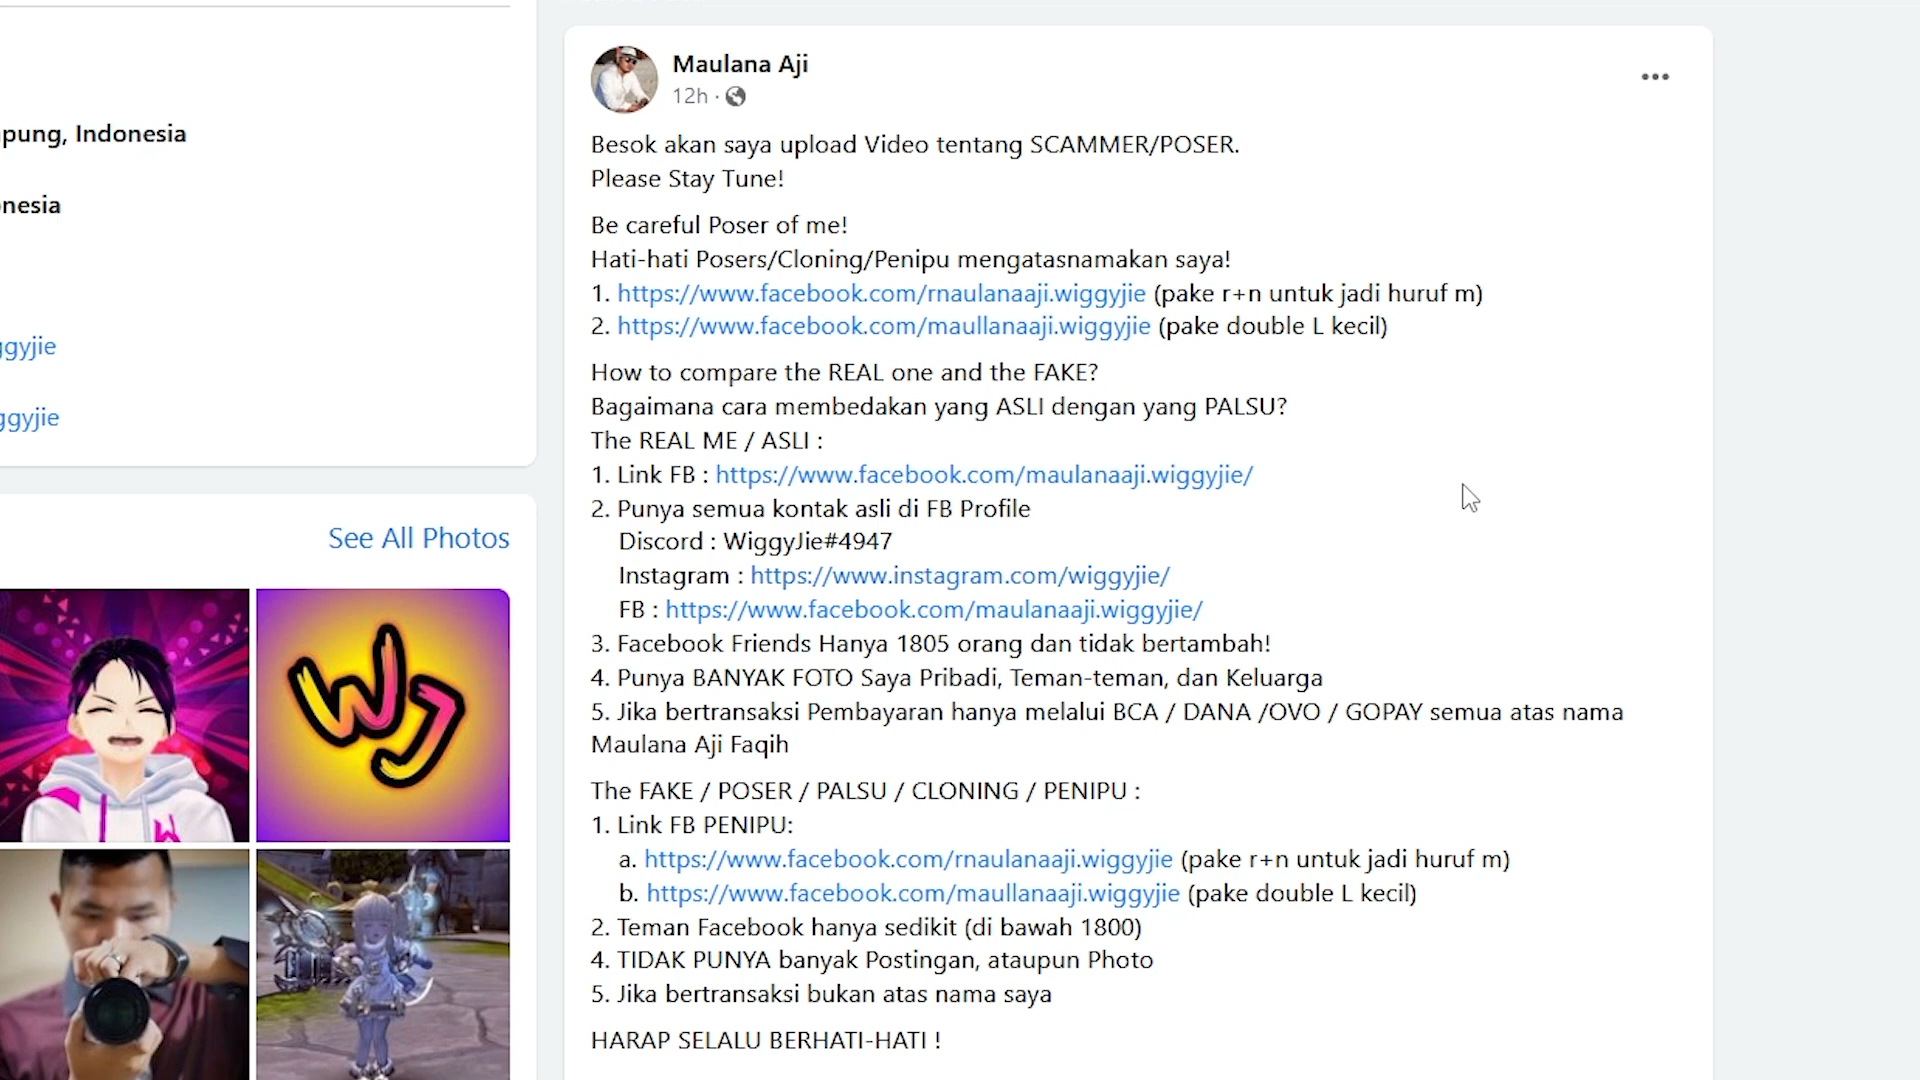 pung, Indonesia
nesia
ggyjie
ggyjie
See All Photos
WJ
Maulana Aji
12h ·
Besok akan saya upload Video tentang SCAMMER/POSER.
Please Stay Tune!
Be careful Poser of me!
Hati-hati Posers/Cloning/Penipu mengatasnamakan saya!
1. https://www.facebook.com/rnaulanaaji.wiggyjie (pake r+n untuk jadi huruf m)
2. https://www.facebook.com/maullanaaji.wiggyjie (pake double L kecil)
How to compare the REAL one and the FAKE?
Bagaimana cara membedakan yang ASLI dengan yang PALSU?
The REAL ME / ASLI :
1. Link FB : https://www.facebook.com/maulanaaji.wiggyjie/
2. Punya semua kontak asli di FB Profile
Discord : WiggyJie#4947
Instagram : https://www.instagram.com/wiggyjie/
FB : https://www.facebook.com/maulanaaji.wiggyjie/
3. Facebook Friends Hanya 1805 orang dan tidak bertambah!
4. Punya BANYAK FOTO Saya Pribadi, Teman-teman, dan Keluarga
5. Jika bertransaksi Pembayaran hanya melalui BCA / DANA /OVO / GOPAY semua atas nama
Maulana Aji Faqih
The FAKE / POSER / PALSU / CLONING / PENIPU :
1. Link FB PENIPU:
a. https://www.facebook.com/rnaulanaaji.wiggyjie (pake r+n untuk jadi huruf m)
b. https://www.facebook.com/maullanaaji.wiggyjie (pake double L kecil)
2. Teman Facebook hanya sedikit (di bawah 1800)
4. TIDAK PUNYA banyak Postingan, ataupun Photo
5. Jika bertransaksi bukan atas nama saya
HARAP SELALU BERHATI-HATI !